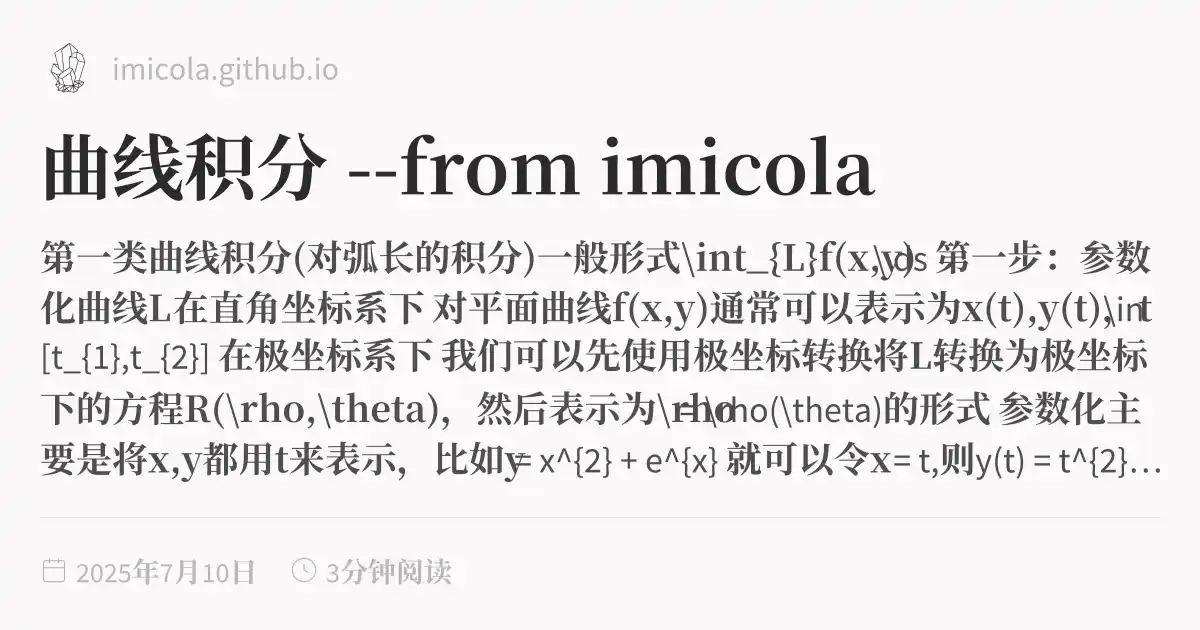 imicola.github.io
曲线积分 --from imicola
第一类曲线积分(对弧长的积分)一般形式\int_{L}f(x,y)ds 第一步：参数
化曲线L在直角坐标系下 对平面曲线f(x,y)通常可以表示为x(t),y(t),\in t
[t_{1},t_{2}] 在极坐标系下 我们可以先使用极坐标转换将L转换为极坐标
下的方程R(\rho,\theta)，然后表示为\rho=\rho(\theta)的形式 参数化主
要是将x,y都用t来表示，比如y= x^{2} + e^{x} 就可以令x= t,则y(t) = t^{2}…
2025年7月10日 3分钟阅读